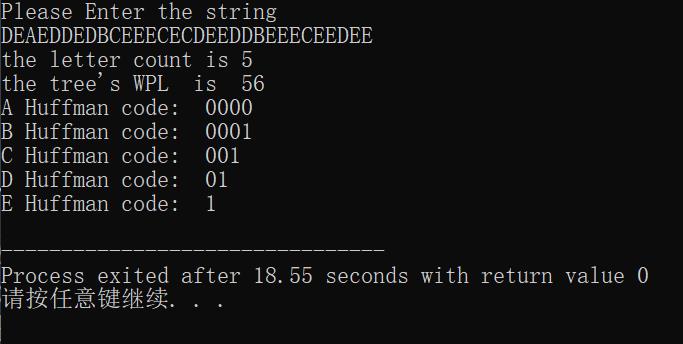 Please Enter the string
DEAEDDEDBCEEECECDEEDDBEEECEEDEE
the letter count is 5
the tree's WPL  is  56
A Huffman code:  0000
B Huffman code:  0001
C Huffman code:  001
D Huffman code:  01
E Huffman code:  1
--------------------------------
Process exited after 18.55 seconds with return value 0
请按任意键继续. . .